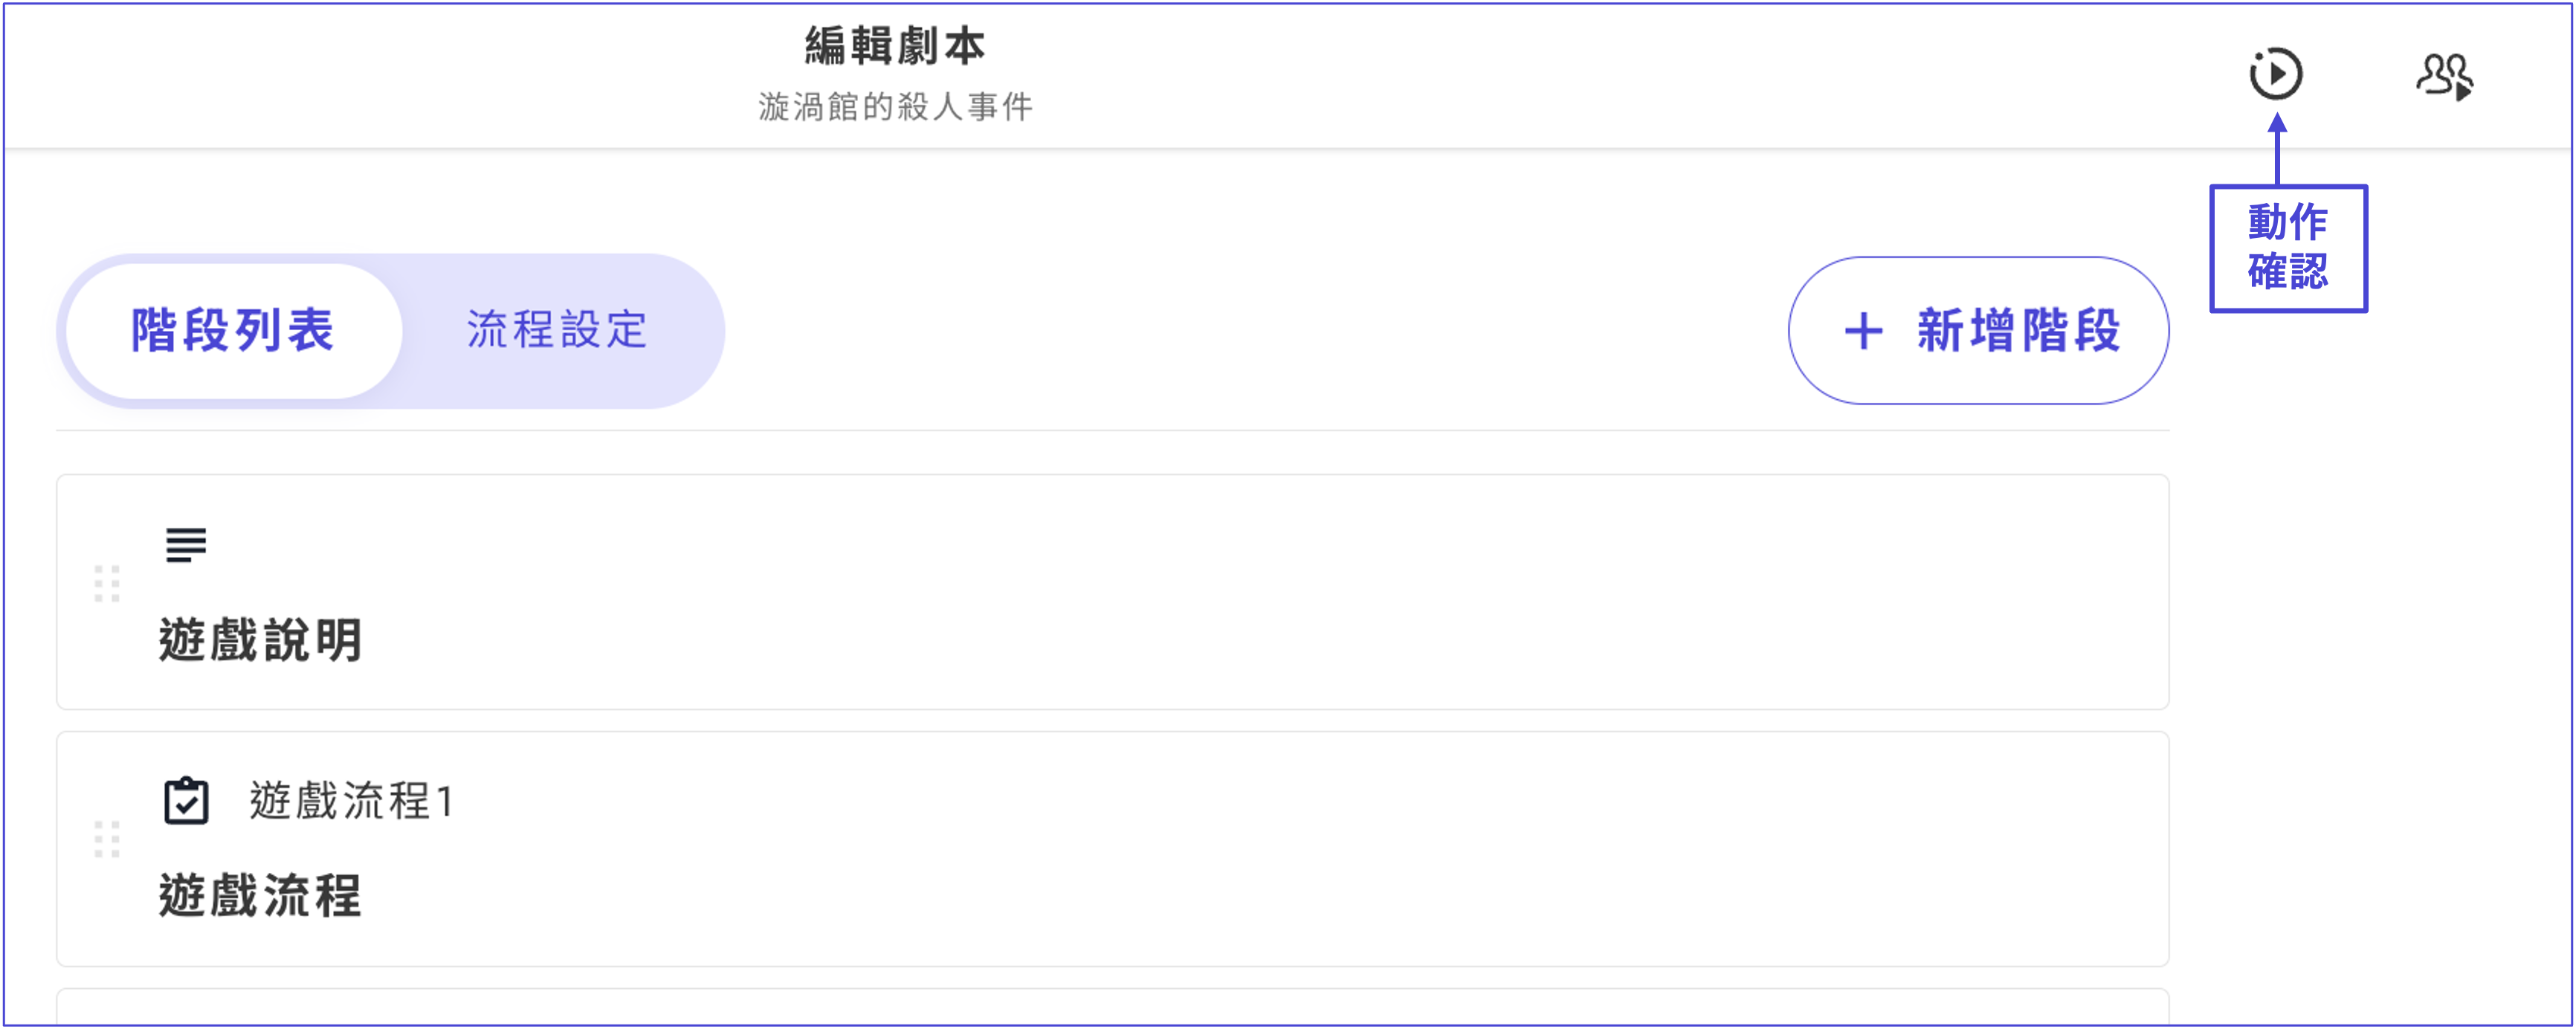 編輯劇本
漩渦館的殺人事件
動作
確認
階段列表
流程設定
+ 新增階段
遊戲說明
遊戲流程1
遊戲流程